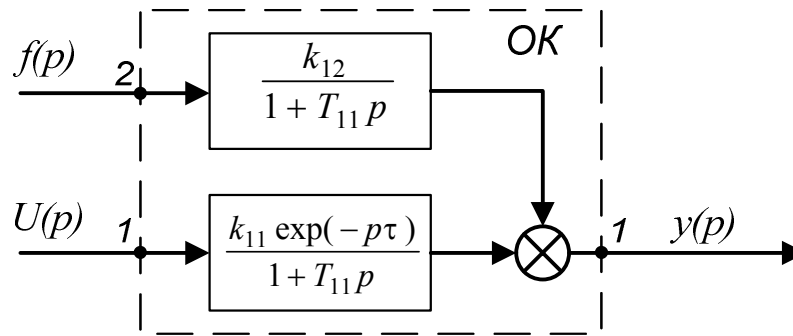 ОК
f(p)
2
k₁₂
1 + T₁₁ p
U(p)
1
k₁₁ exp(− pτ )
1 + T₁₁ p
1
y(p)